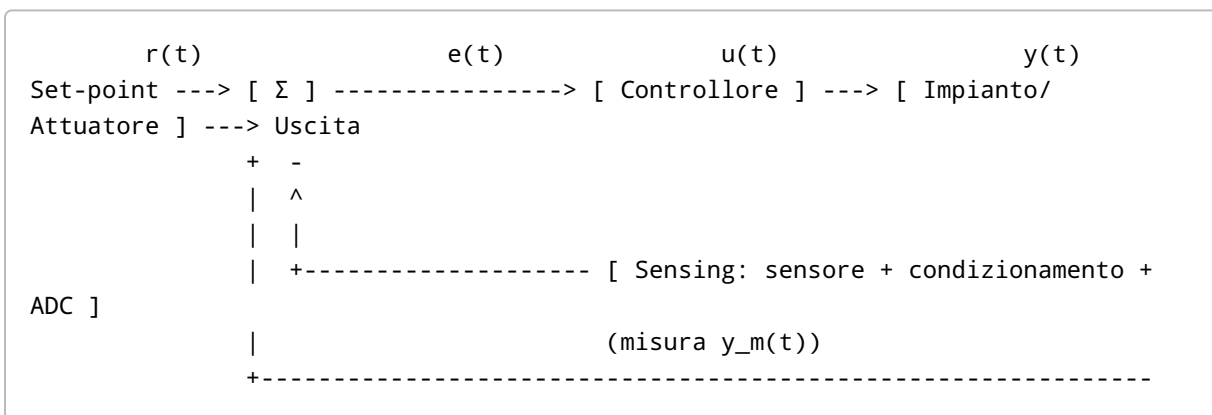 r(t) e(t) u(t) y(t)
Set-point ---> [ Σ ] ----------------> [ Controllore ] ---> [ Impianto/
Attuatore ] ---> Uscita
+ -
| ^
| |
| +-------------------- [ Sensing: sensore + condizionamento +
ADC ]
| (misura y_m(t))
+--------------------------------------------------------------